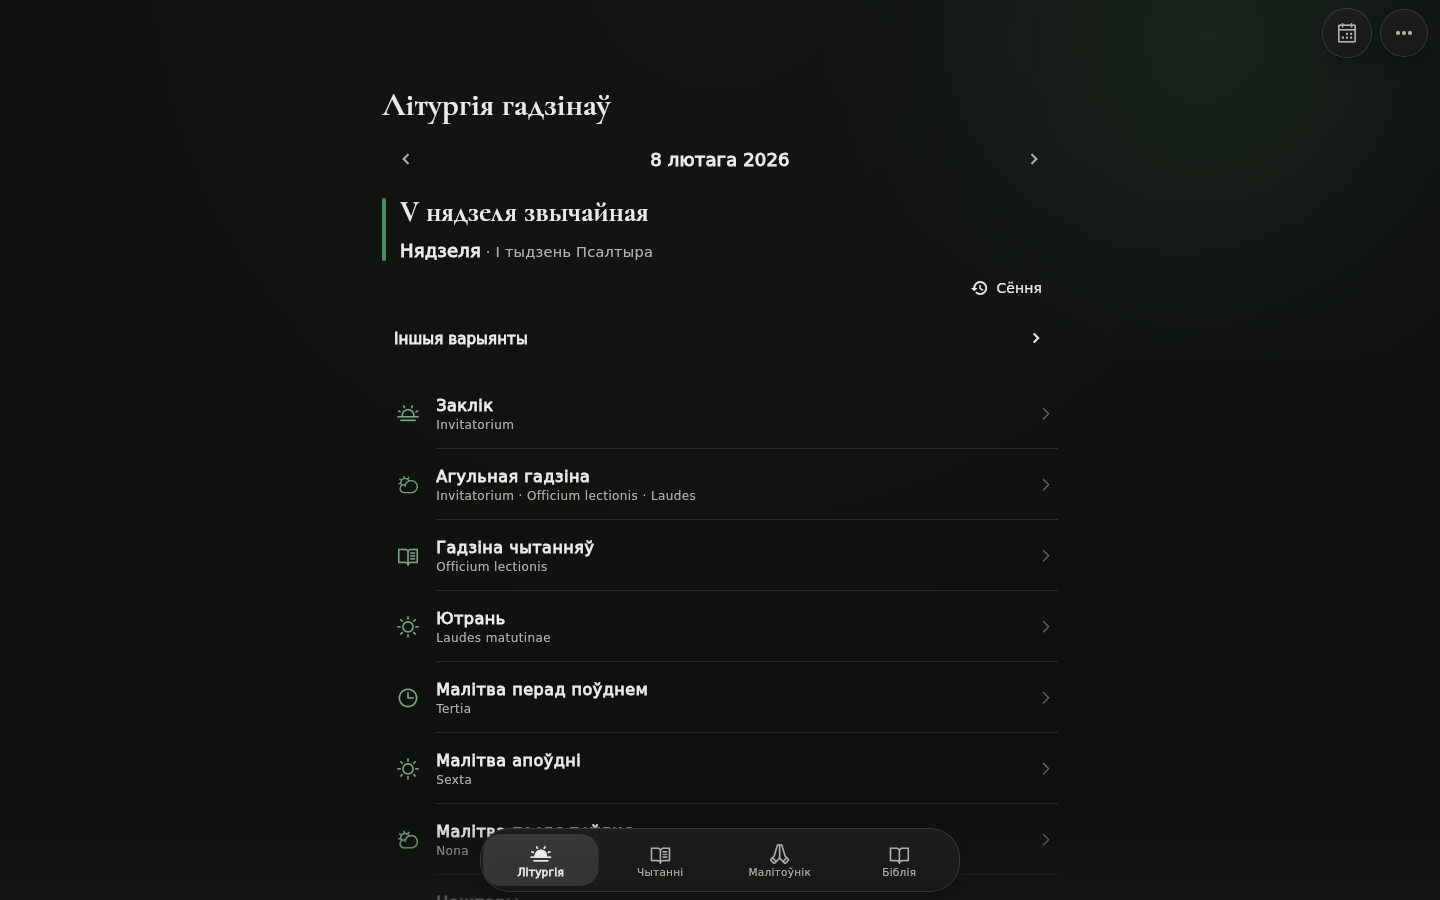 Літургія гадзінаў
8 лютага 2026
V нядзеля звычайная
Нядзеля · I тыдзень Псалтыра
Сёння
Іншыя варыянты
Заклік
Invitatorium
Агульная гадзіна
Invitatorium · Officium lectionis · Laudes
Гадзіна чытанняў
Officium lectionis
Ютрань
Laudes matutinae
Малітва перад поўднем
Tertia
Малітва апоўдні
Sexta
Малітва
Nona
Літургія
Чытанні
Малітоўнік
Біблія